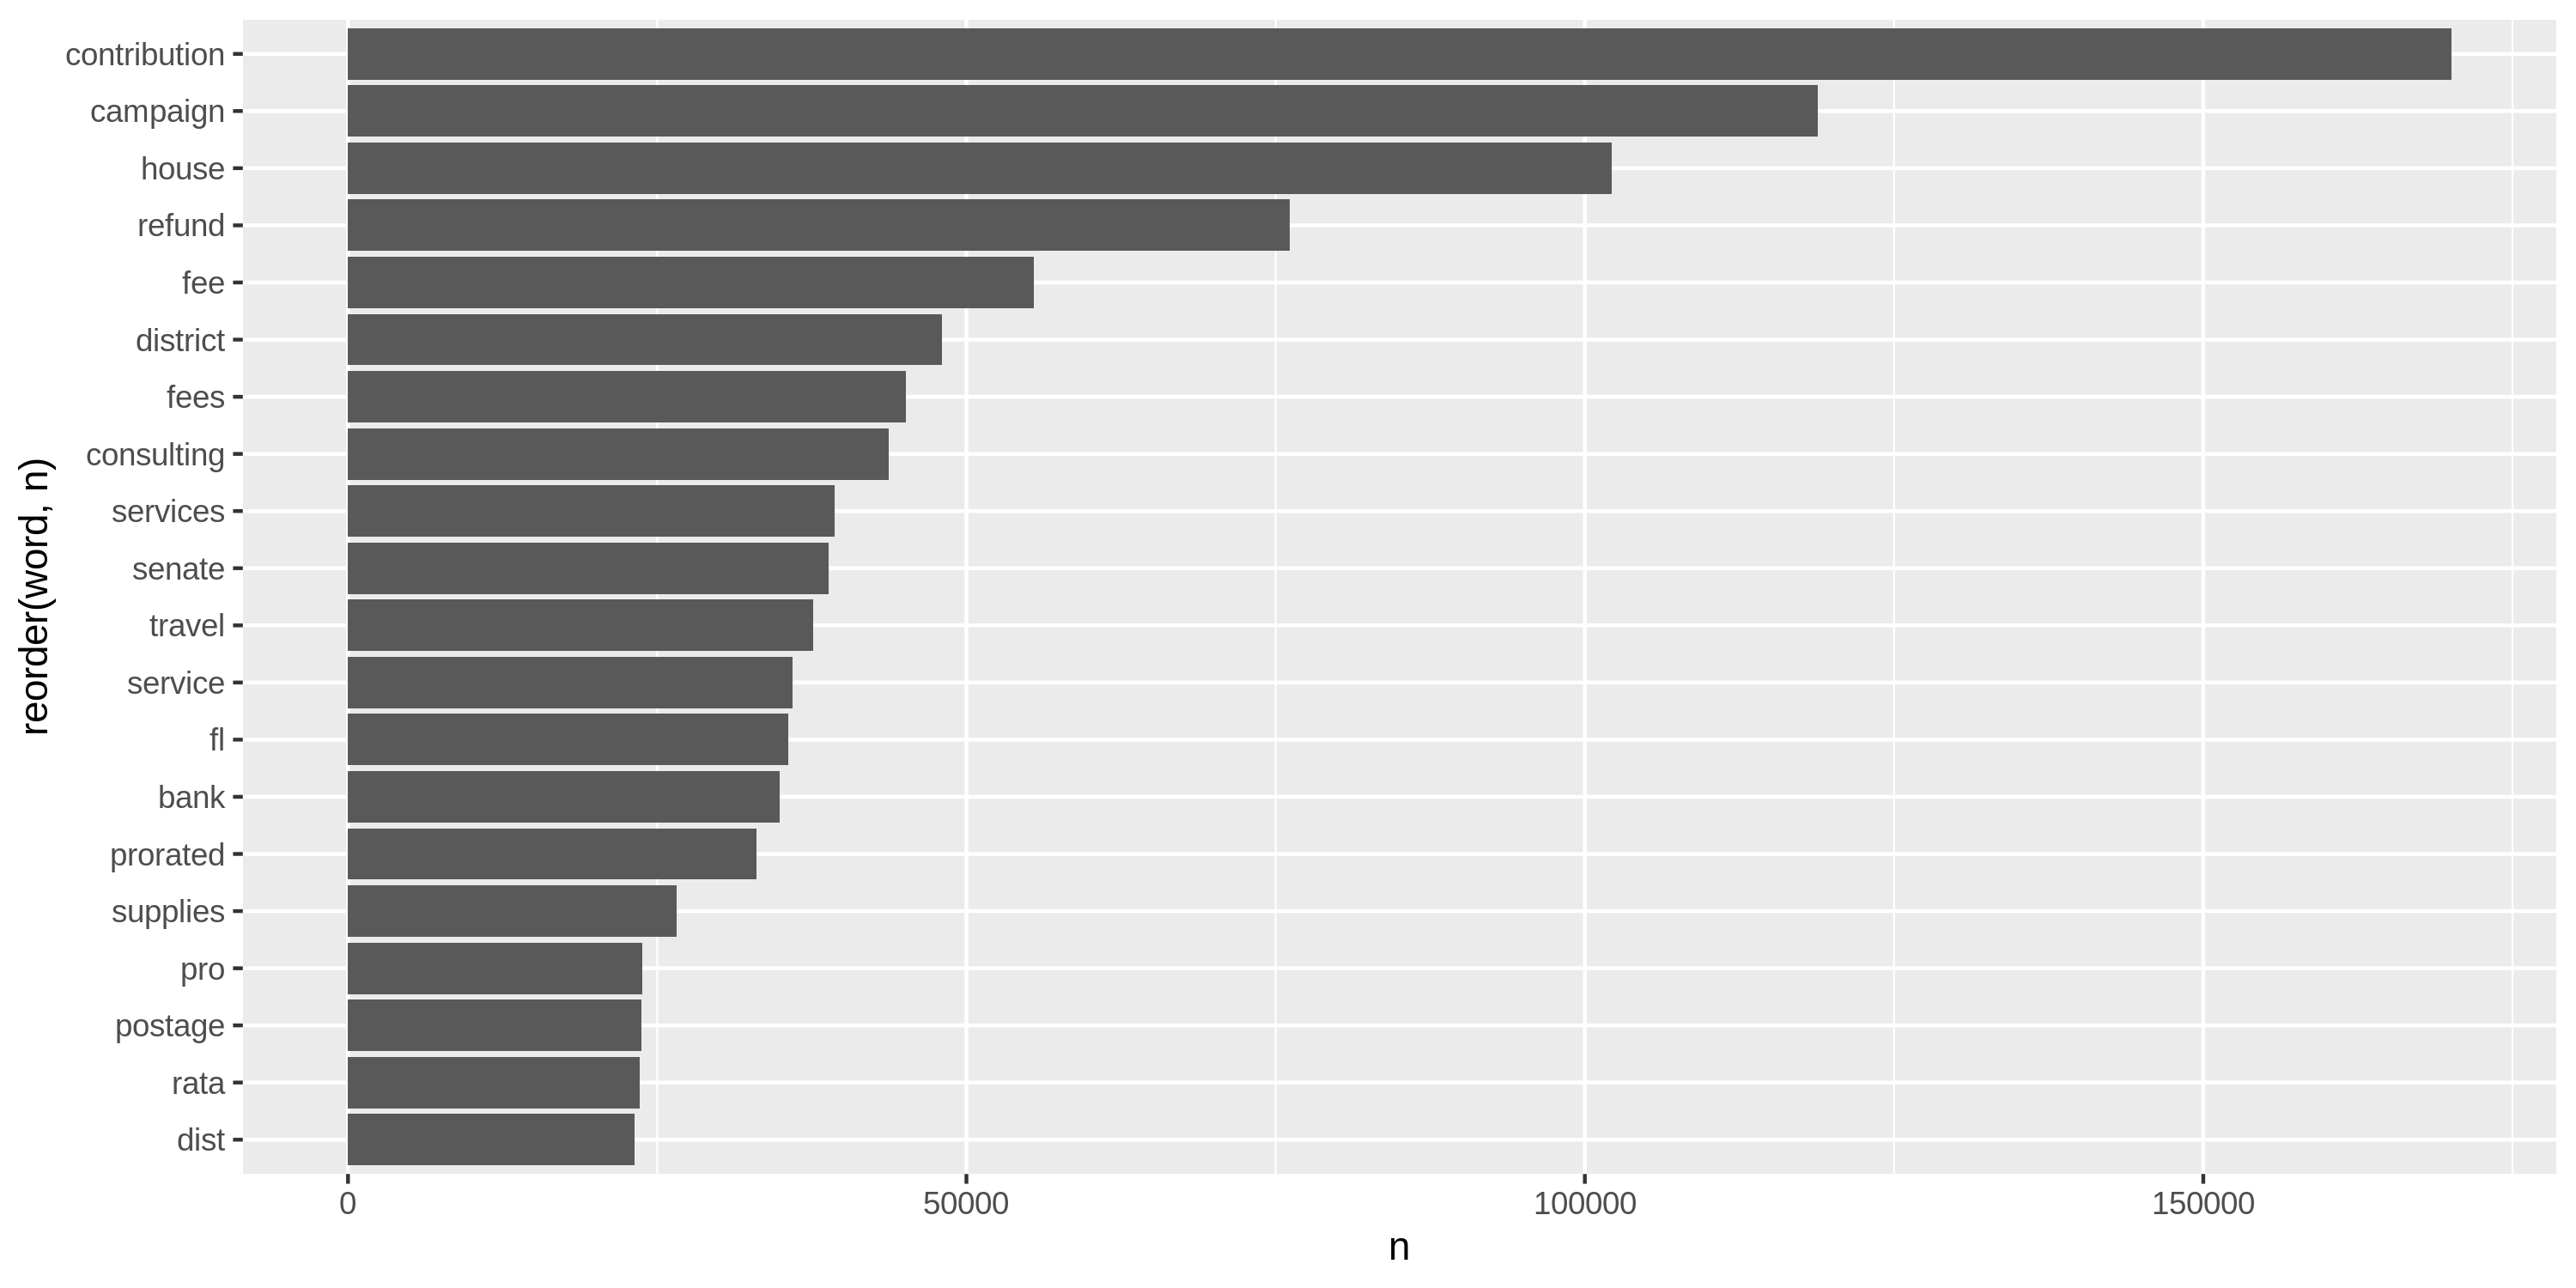 contribution
campaign
house
refund
fee
district
fees
consulting
services
senate
travel
service
fl
bank
prorated
supplies
pro
postage
rata
dist
reorder(word, n)
0 50000 100000 150000
n